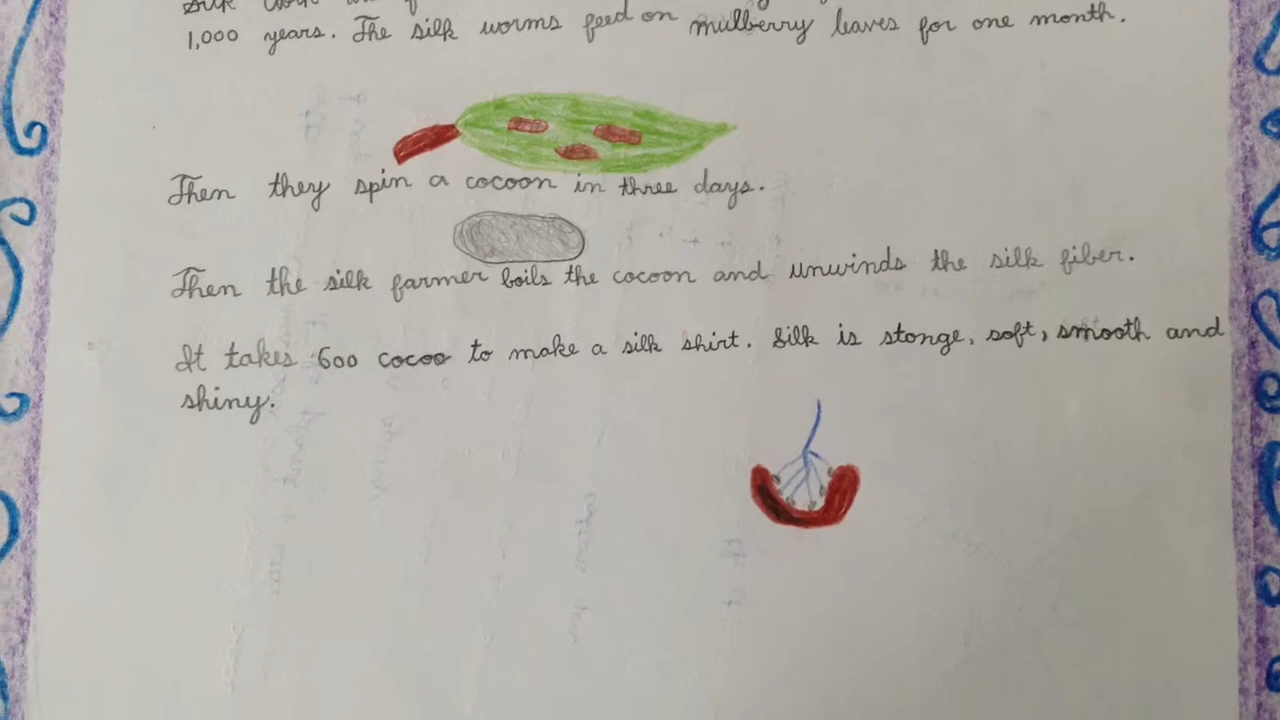 1,000 years. The silk worms feed on mulberry leaves for one month.
Then they spin a cocoon in three days.
Then the silk farmer boils the cocoon and unwinds the silk fiber.
It takes 600 cocoo to make a silk shirt. Silk is stonge, soft, smooth and
shiny.